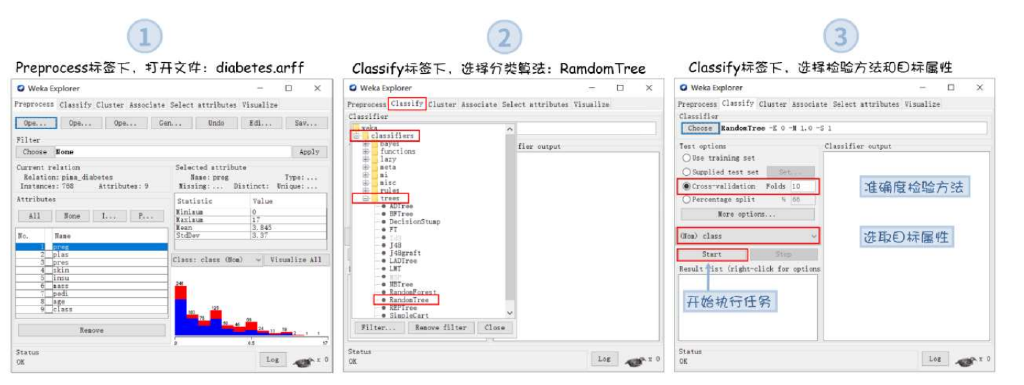 1
Preprocess标签下，打开文件：diabetes.arff
Weka Explorer
Preprocess Classify Cluster Associate Select attributes Visualize
Ope... Ope... Ope... Gen... Undo Edi... Sav...
Filter
Choose None Apply
Current relation
Relation: pima_diabetes
Instances: 768 Attributes: 9
Selected attribute
Name: preg Type:...
Missing:... Distinct: Unique:...
Attributes
All None I... P...
No. Name
1 preg
2 plas
3 pres
4 skin
5 insu
6 mass
7 pedi
8 age
9 class
Remove
Statistic Value
Minimum 0
Maximum 17
Mean 3.845
StdDev 3.37
Class: class (Nom) Visualize All
0 8.5 17
Status
OK
Log x 0
2
Classify标签下，选择分类算法：RamdomTree
Weka Explorer
Preprocess Classify Cluster Associate Select attributes Visualize
Classifier
weka
classifiers
bayes
functions
lazy
meta
mi
misc
rules
trees
ADTree
BFTree
DecisionStump
FT
J48
J48graft
LADTree
LMT
NBTree
RandomForest
RandomTree
REPTree
SimpleCart
Filter... Remove filter Close
fier output
Status
OK
Log x 0
3
Classify标签下，选择检验方法和目标属性
Weka Explorer
Preprocess Classify Cluster Associate Select attributes Visualize
Classifier
Choose RandomTree -K 0 -M 1.0 -S 1
Test options
Use training set
Supplied test set Set...
Cross-validation Folds 10
Percentage split % 66
More options...
(Nom) class
Start Stop
Result list (right-click for options
Classifier output
准确度检验方法
选取目标属性
开始执行任务
Status
OK
Log x 0